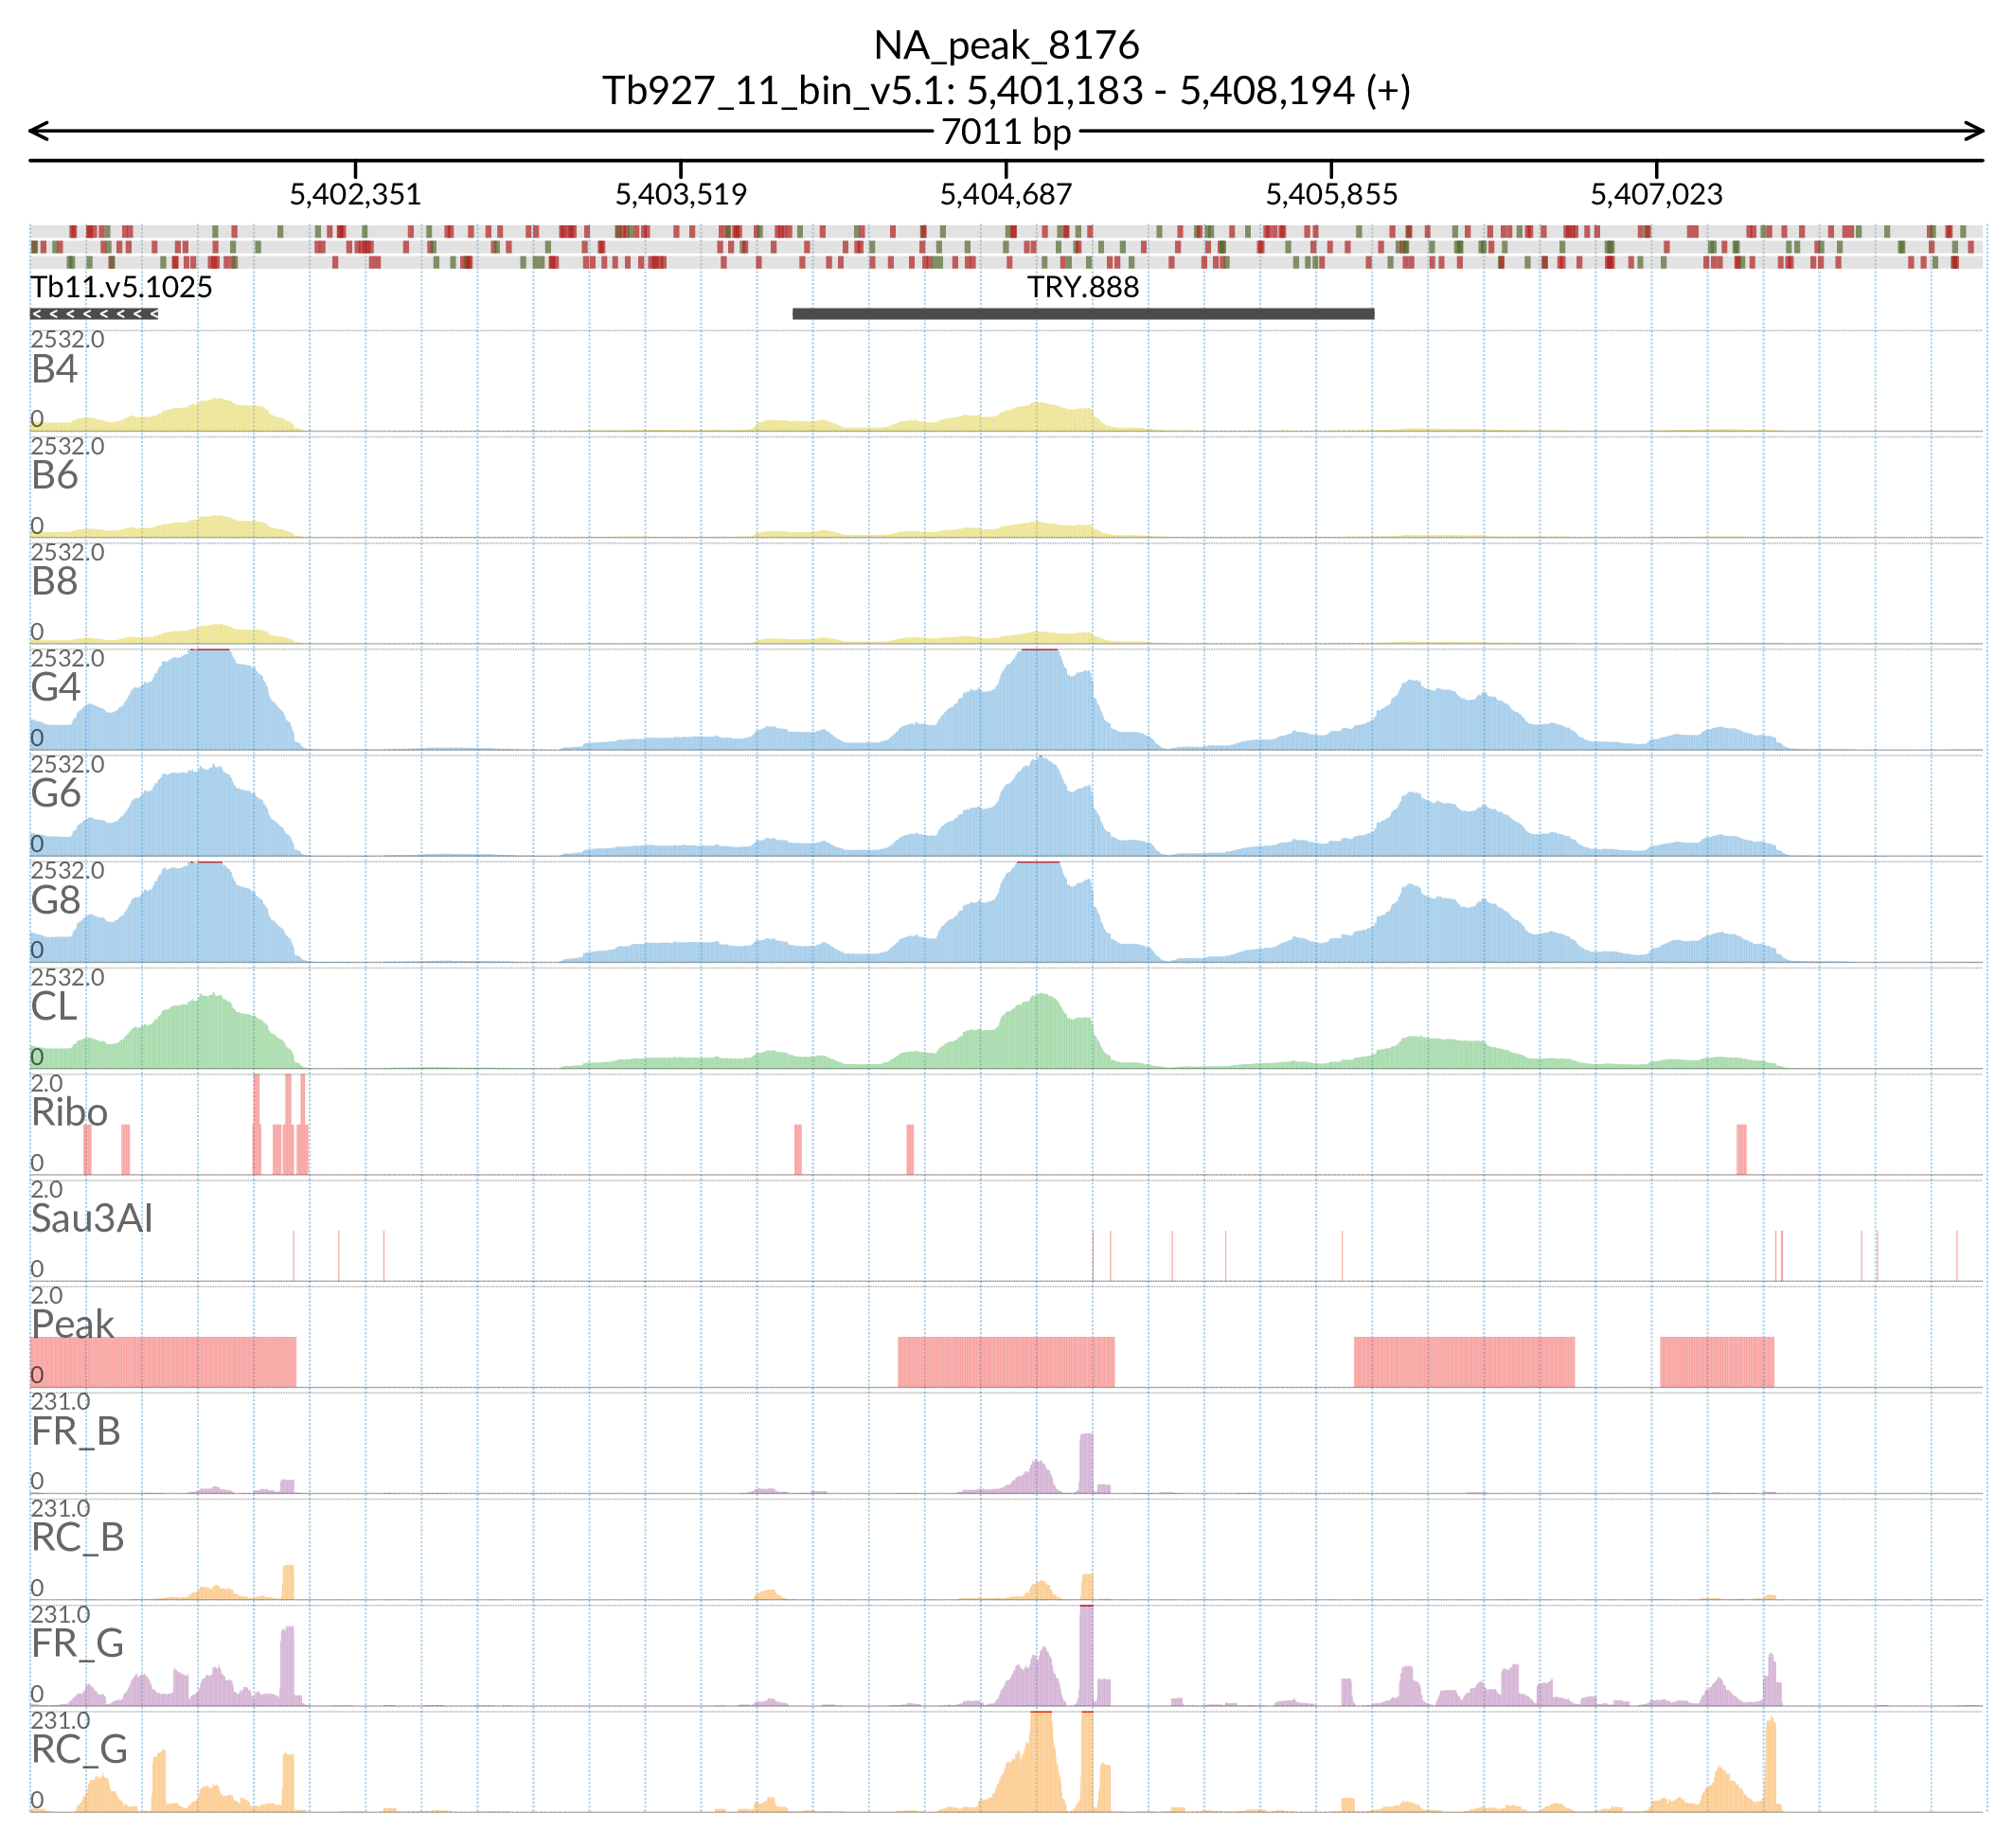 NA_peak_8176
Tb927_11_bin_v5.1: 5,401,183 - 5,408,194 (+)
7011 bp
5,402,351 5,403,519 5,404,687 5,405,855 5,407,023
Tb11.v5.1025 TRY.888
2532.0
B4
0
2532.0
B6
0
2532.0
B8
0
2532.0
G4
0
2532.0
G6
0
2532.0
G8
0
2532.0
CL
0
2.0
Ribo
0
2.0
Sau3AI
0
2.0
Peak
0
231.0
FR_B
0
231.0
RC_B
0
231.0
FR_G
0
231.0
RC_G
0